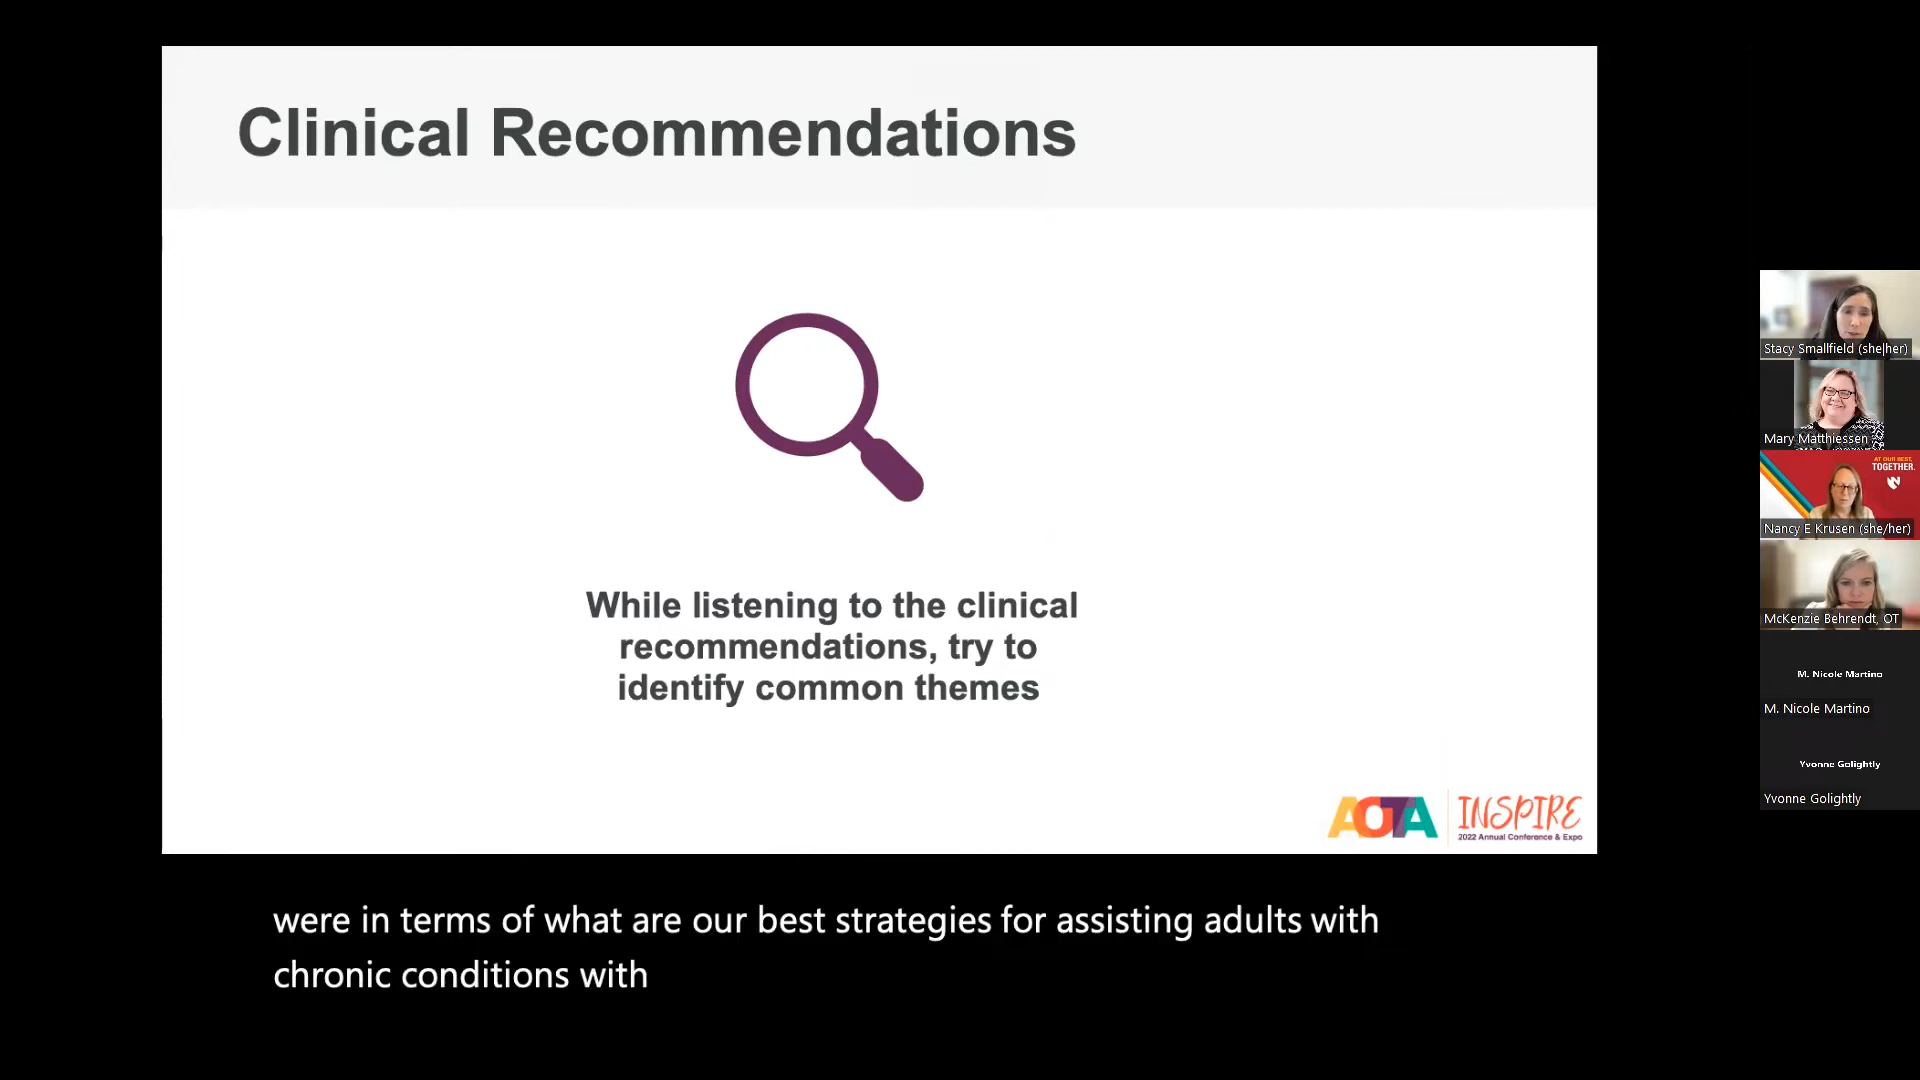 Clinical Recommendations
While listening to the clinical
recommendations, try to
identify common themes
AOTA
INSPIRE
2022 Annual Conference & Expo
were in terms of what are our best strategies for assisting adults with
chronic conditions with
Stacy Smallfield (she|her)
Mary Matthiessen
AT OUR BEST,
TOGETHER.
N
Nancy E Krusen (she/her)
McKenzie Behrendt, OT
M. Nicole Martino
M. Nicole Martino
Yvonne Golightly
Yvonne Golightly